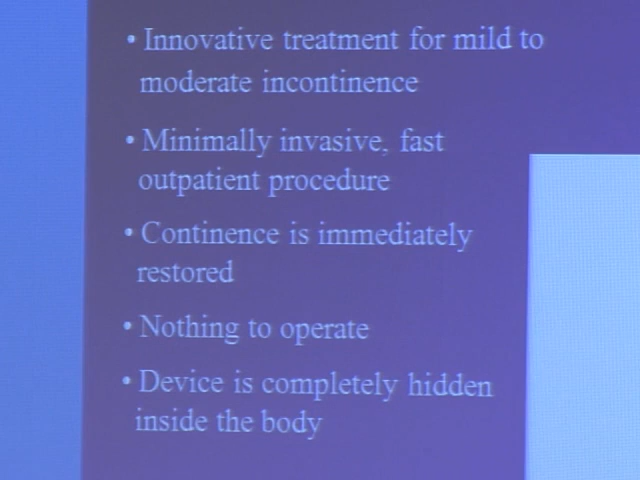 • Innovative treatment for mild to
moderate incontinence
• Minimally invasive, fast
outpatient procedure
• Continence is immediately
restored
• Nothing to operate
• Device is completely hidden
inside the body